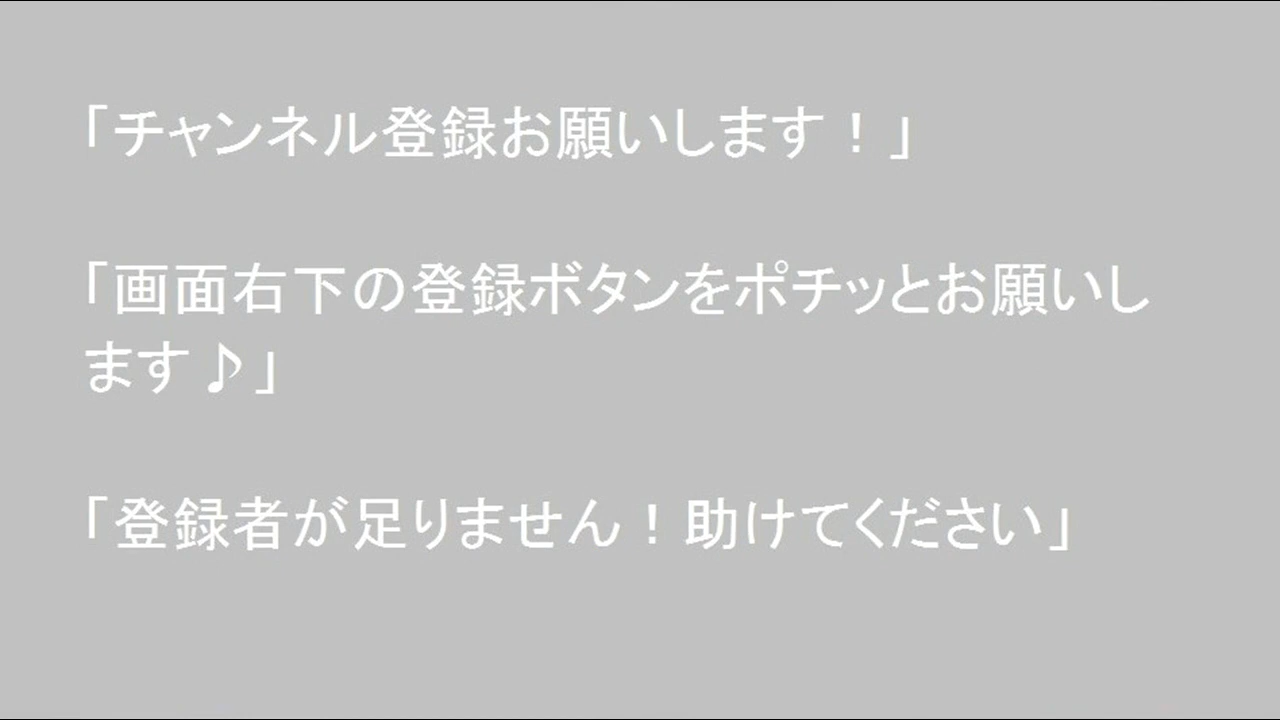 「チャンネル登録お願いします！」
「画面右下の登録ボタンをポチッとお願いし
ます♪」
「登録者が足りません！助けてください」